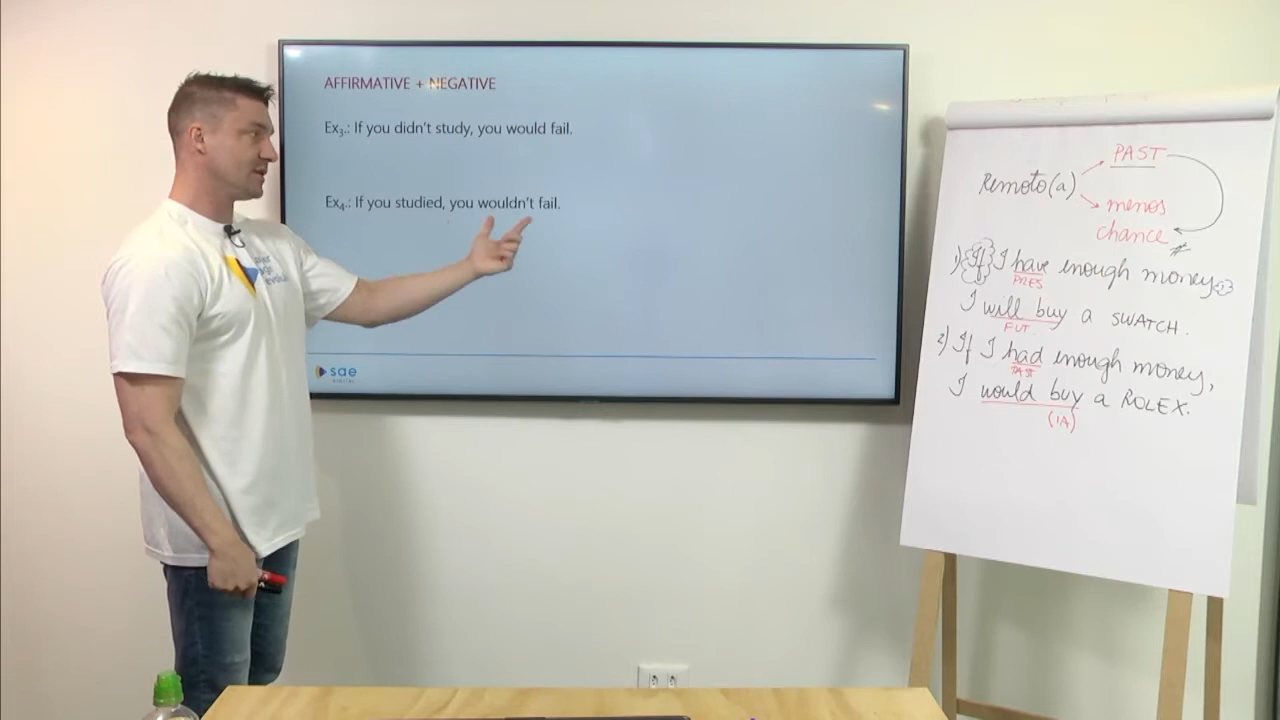 AFFIRMATIVE + NEGATIVE
Ex3.: If you didn't study, you would fail.
Ex4.: If you studied, you wouldn't fail.
sae
DIGITAL
PAST
Remoto(a)
menos
chance
1) If I have enough money,
PRES
I will buy a SWATCH.
FUT.
2) If I had enough money,
PAST
I would buy a ROLEX.
(IA)